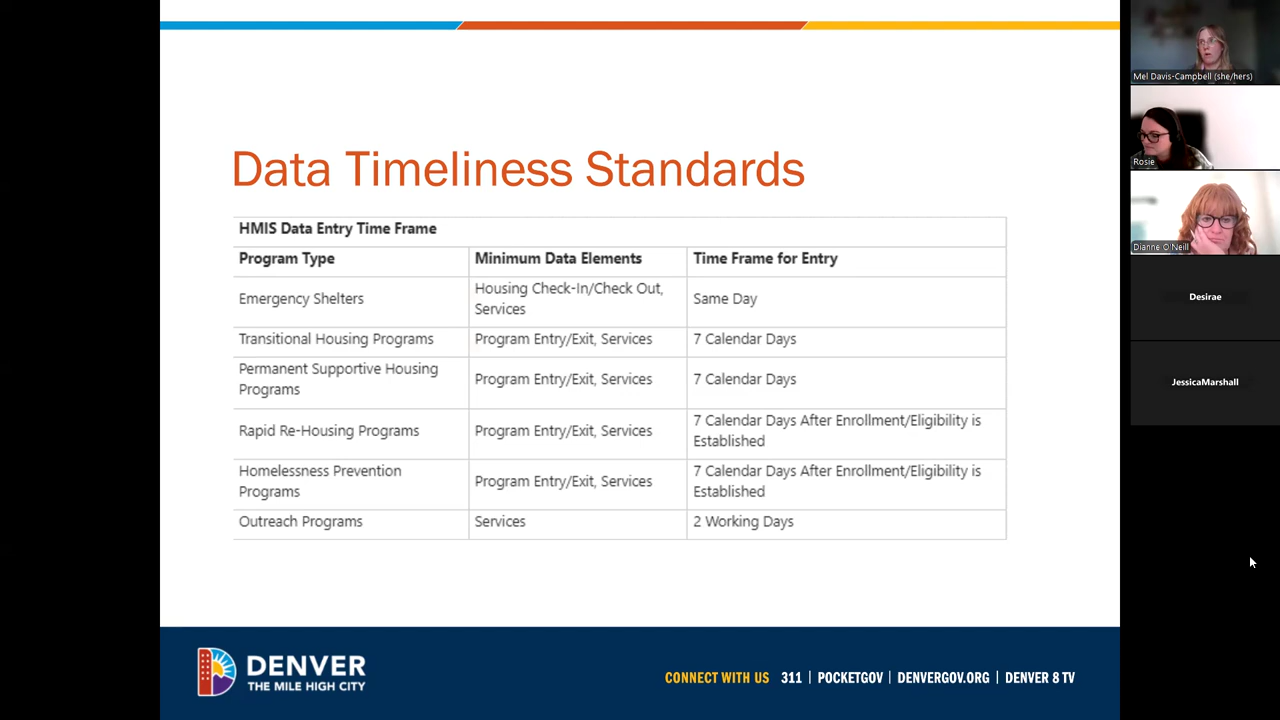 Data Timeliness Standards
HMIS Data Entry Time Frame
Program Type
Minimum Data Elements
Time Frame for Entry
Emergency Shelters
Housing Check-In/Check Out,
Services
Same Day
Transitional Housing Programs
Program Entry/Exit, Services
7 Calendar Days
Permanent Supportive Housing
Programs
Program Entry/Exit, Services
7 Calendar Days
Rapid Re-Housing Programs
Program Entry/Exit, Services
7 Calendar Days After Enrollment/Eligibility is
Established
Homelessness Prevention
Programs
Program Entry/Exit, Services
7 Calendar Days After Enrollment/Eligibility is
Established
Outreach Programs
Services
2 Working Days
DENVER
THE MILE HIGH CITY
CONNECT WITH US 311 | POCKETGOV | DENVERGOV.ORG | DENVER 8 TV
Mel Davis-Campbell (she/hers)
Rosie
Dianne O'Neill
Desirae
JessicaMarshall